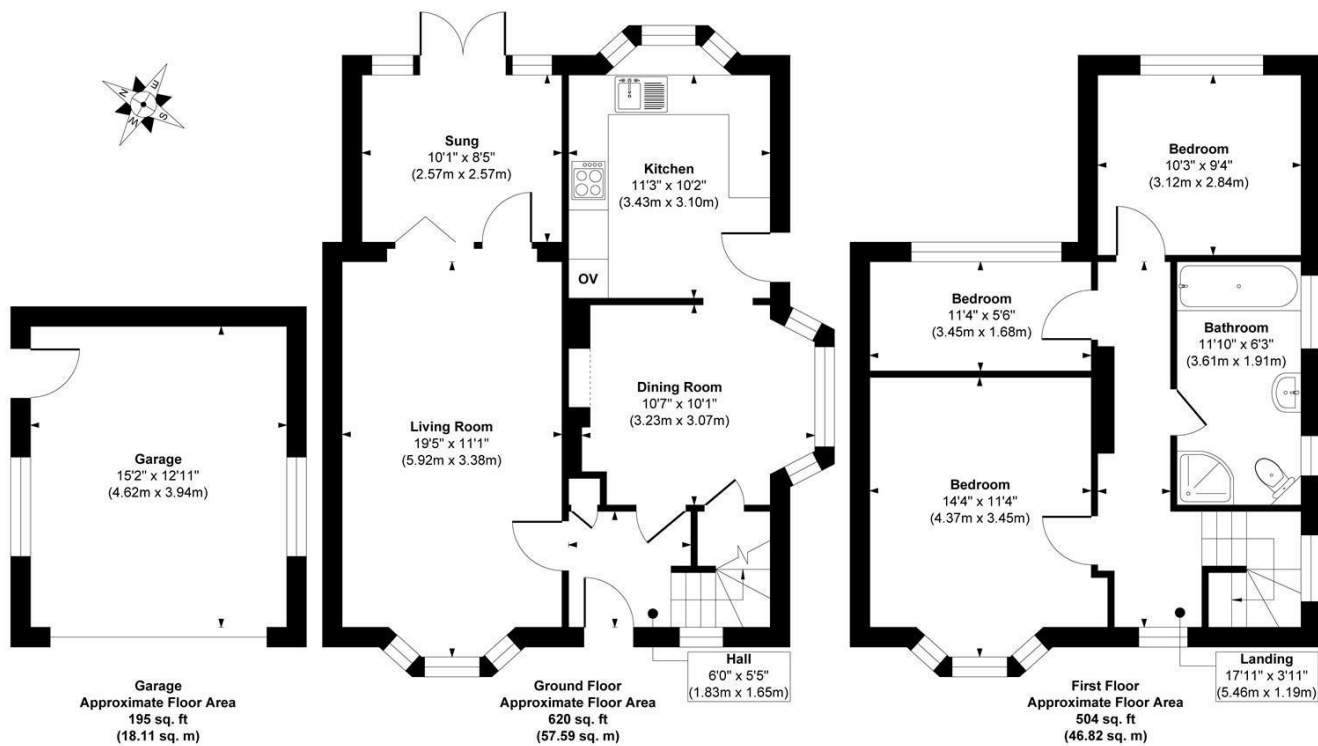 N
E
S
W
Sung
10'1" x 8'5"
(2.57m x 2.57m)
Kitchen
11'3" x 10'2"
(3.43m x 3.10m)
OV
Dining Room
10'7" x 10'1"
(3.23m x 3.07m)
Living Room
19'5" x 11'1"
(5.92m x 3.38m)
Hall
6'0" x 5'5"
(1.83m x 1.65m)
Garage
15'2" x 12'11"
(4.62m x 3.94m)
Bedroom
10'3" x 9'4"
(3.12m x 2.84m)
Bedroom
11'4" x 5'6"
(3.45m x 1.68m)
Bathroom
11'10" x 6'3"
(3.61m x 1.91m)
Bedroom
14'4" x 11'4"
(4.37m x 3.45m)
Landing
17'11" x 3'11"
(5.46m x 1.19m)
Garage
Approximate Floor Area
195 sq. ft
(18.11 sq. m)
Ground Floor
Approximate Floor Area
620 sq. ft
(57.59 sq. m)
First Floor
Approximate Floor Area
504 sq. ft
(46.82 sq. m)